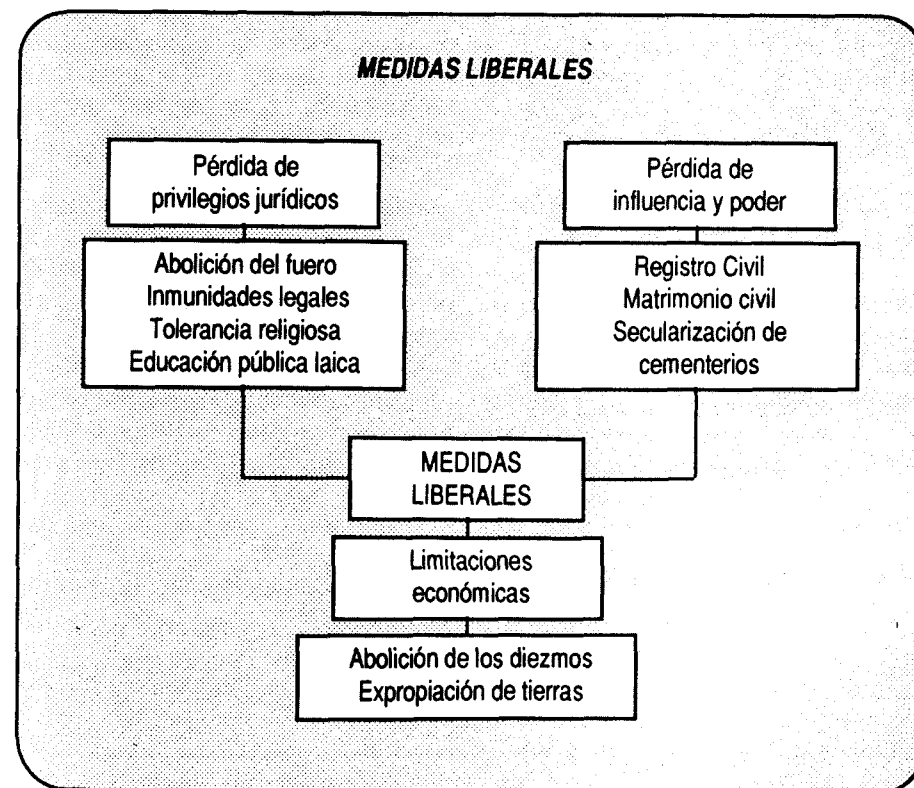 MEDIDAS LIBERALES
Pérdida de
privilegios jurídicos
Abolición del fuero
Inmunidades legales
Tolerancia religiosa
Educación pública laica
Pérdida de
influencia y poder
Registro Civil
Matrimonio civil
Secularización de
cementerios
MEDIDAS
LIBERALES
Limitaciones
económicas
Abolición de los diezmos
Expropiación de tierras